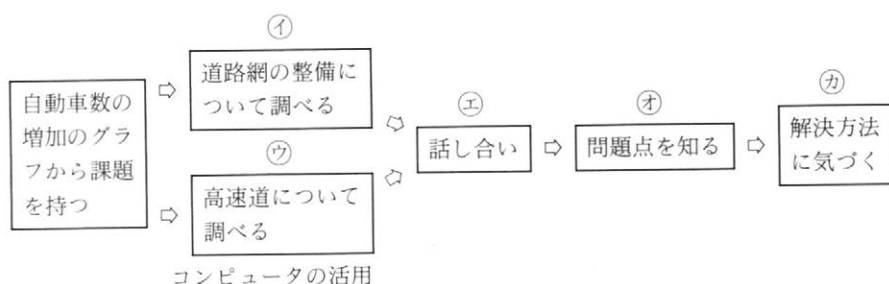 イ
道路網の整備に
ついて調べる
自動車数の
増加のグラ
フから課題
を持つ
ウ
高速道について
調べる
コンピュータの活用
エ
話し合い
オ
問題点を知る
カ
解決方法
に気づく